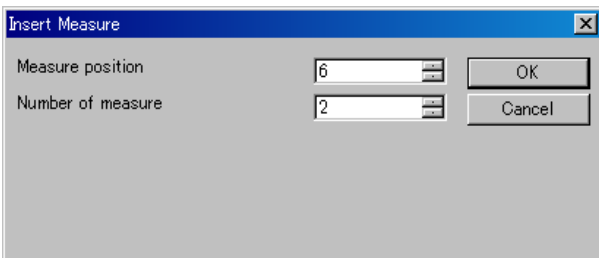 Insert Measure
Measure position 6 OK
Number of measure 2 Cancel